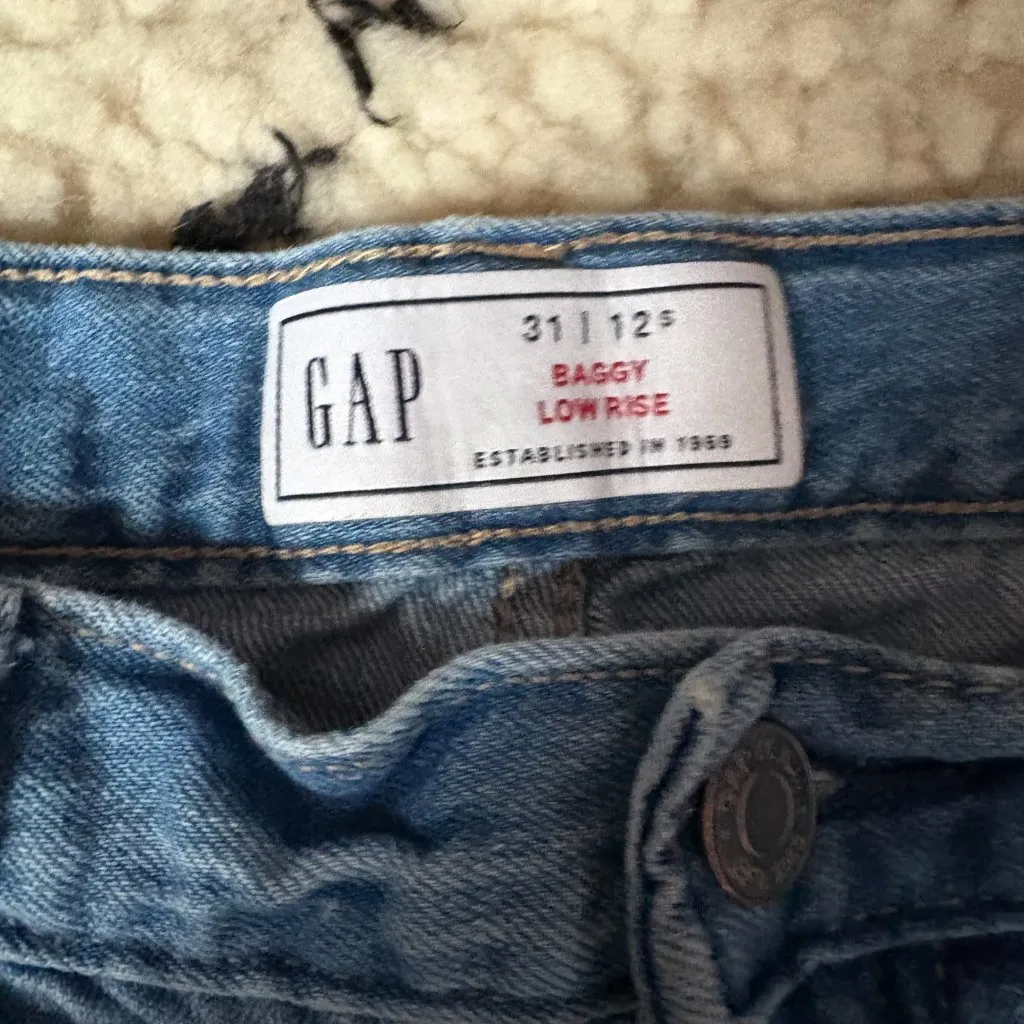 GAP
31 | 12s
BAGGY
LOW RISE
ESTABLISHED IN 1969